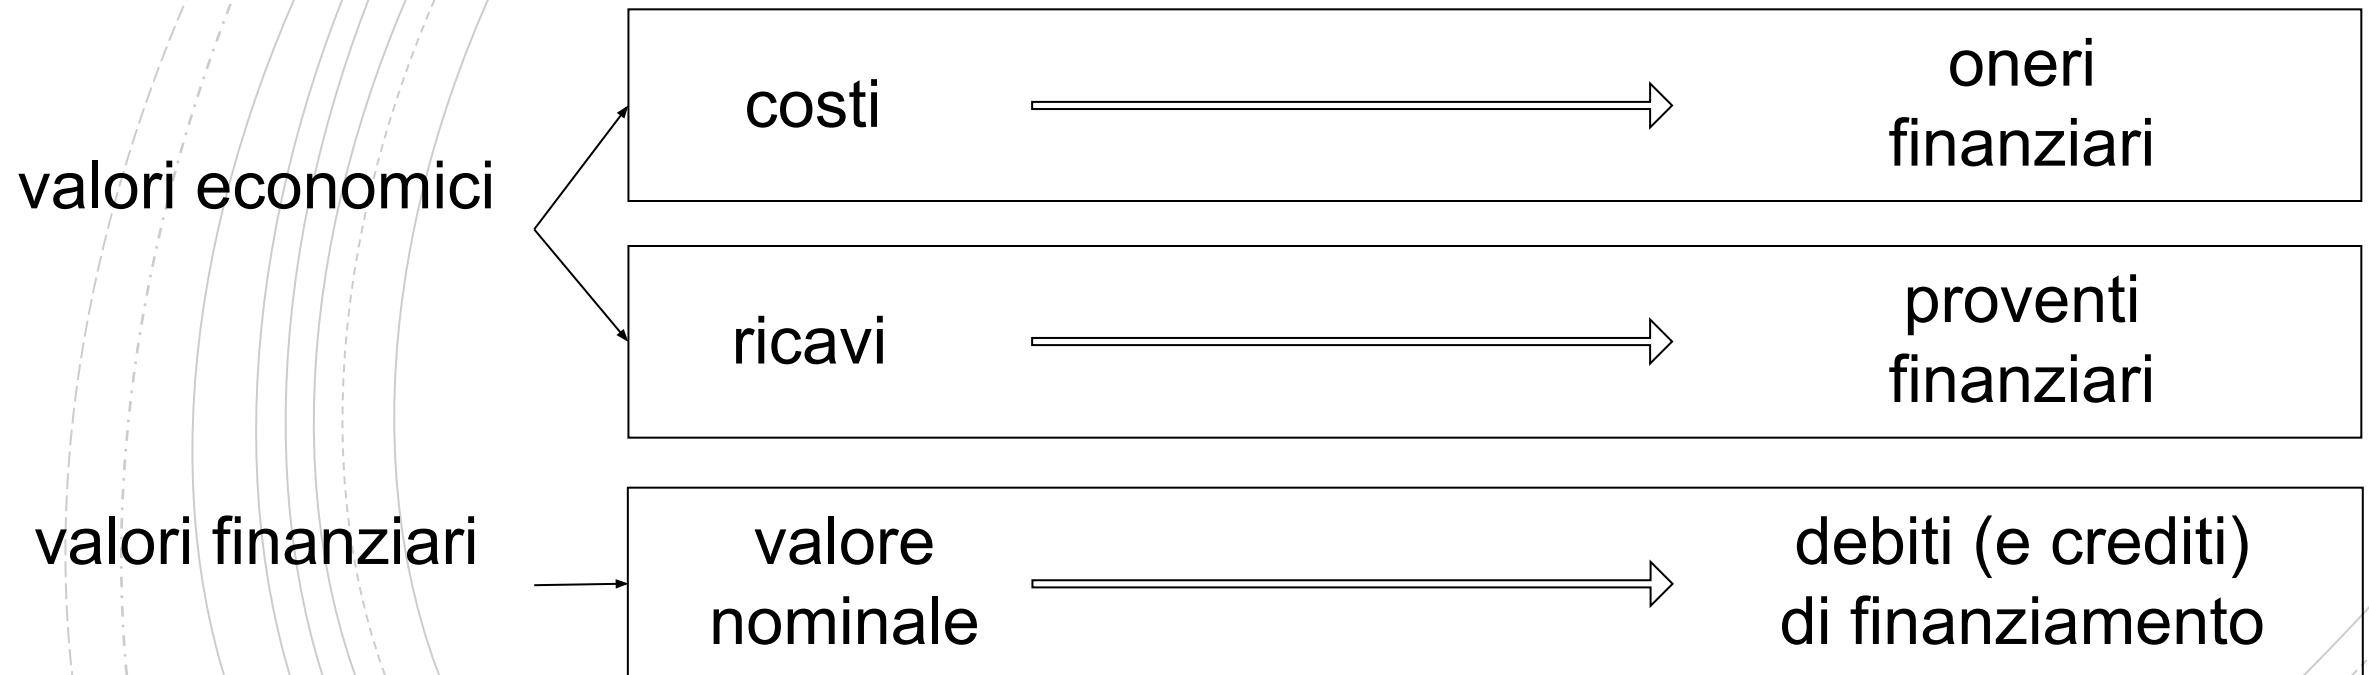 valori economici
costi
oneri
finanziari
ricavi
proventi
finanziari
valori finanziari
valore
nominale
debiti (e crediti)
di finanziamento